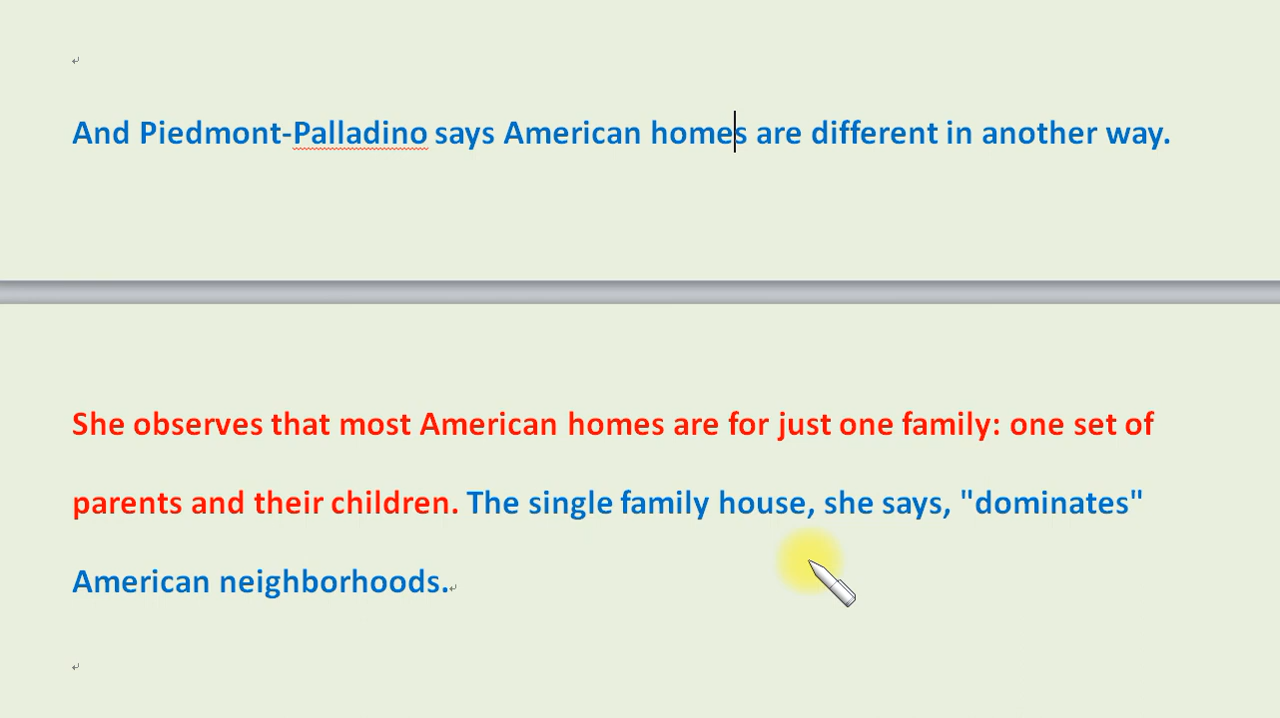 And Piedmont-Palladino says American homes are different in another way.
She observes that most American homes are for just one family: one set of
parents and their children. The single family house, she says, "dominates"
American neighborhoods.